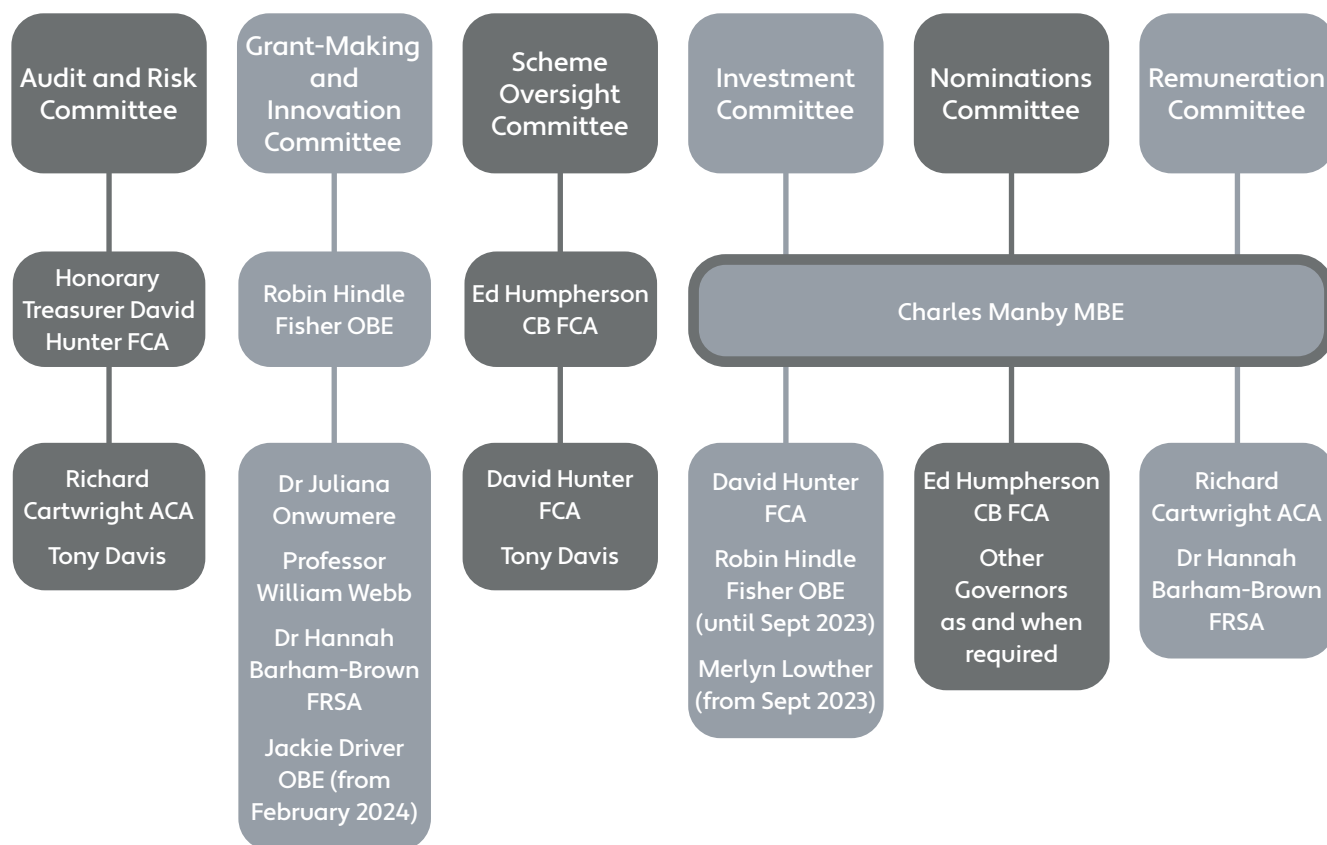 Audit and Risk
Committee
Grant-Making
and
Innovation
Committee
Scheme
Oversight
Committee
Investment
Committee
Nominations
Committee
Remuneration
Committee
Honorary
Treasurer David
Hunter FCA
Robin Hindle
Fisher OBE
Ed Humpherson
CB FCA
Charles Manby MBE
Richard
Cartwright ACA
Tony Davis
Dr Juliana
Onwumere
Professor
William Webb
Dr Hannah
Barham-Brown
FRSA
Jackie Driver
OBE (from
February 2024)
David Hunter
FCA
Tony Davis
David Hunter
FCA
Robin Hindle
Fisher OBE
(until Sept 2023)
Merlyn Lowther
(from Sept 2023)
Ed Humpherson
CB FCA
Other
Governors
as and when
required
Richard
Cartwright ACA
Dr Hannah
Barham-Brown
FRSA